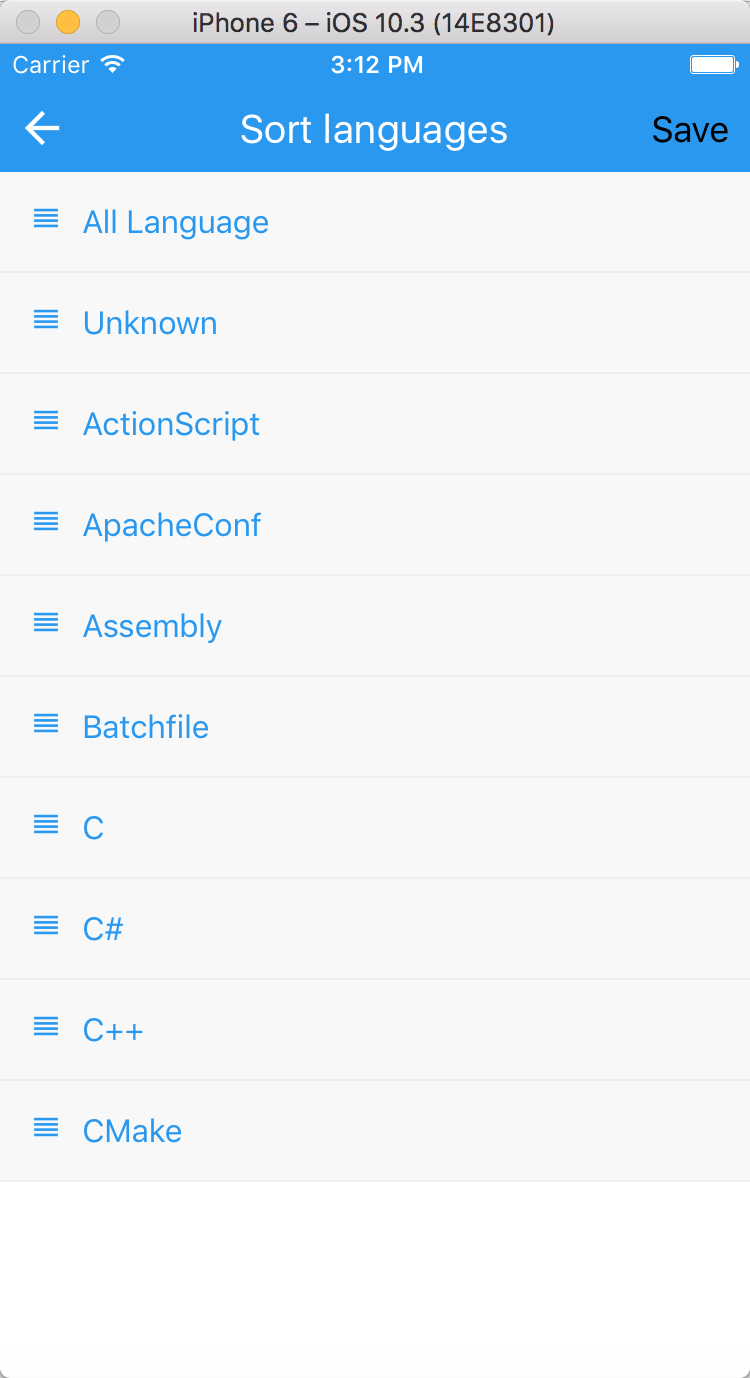 iPhone 6 – iOS 10.3 (14E8301)
Carrier 3:12 PM
Sort languages Save
All Language
Unknown
ActionScript
ApacheConf
Assembly
Batchfile
C
C#
C++
CMake